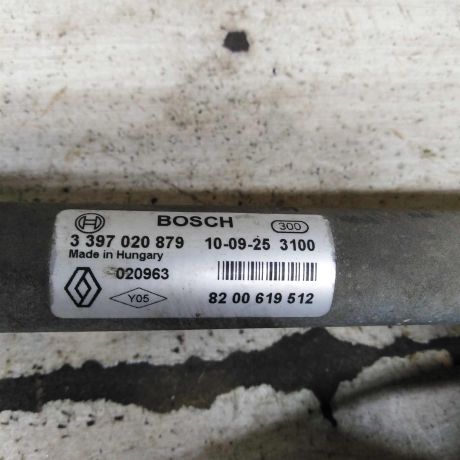 BOSCH 300
3 397 020 879 10-09-25 3100
Made in Hungary
020963
Y05 82 00 619 512